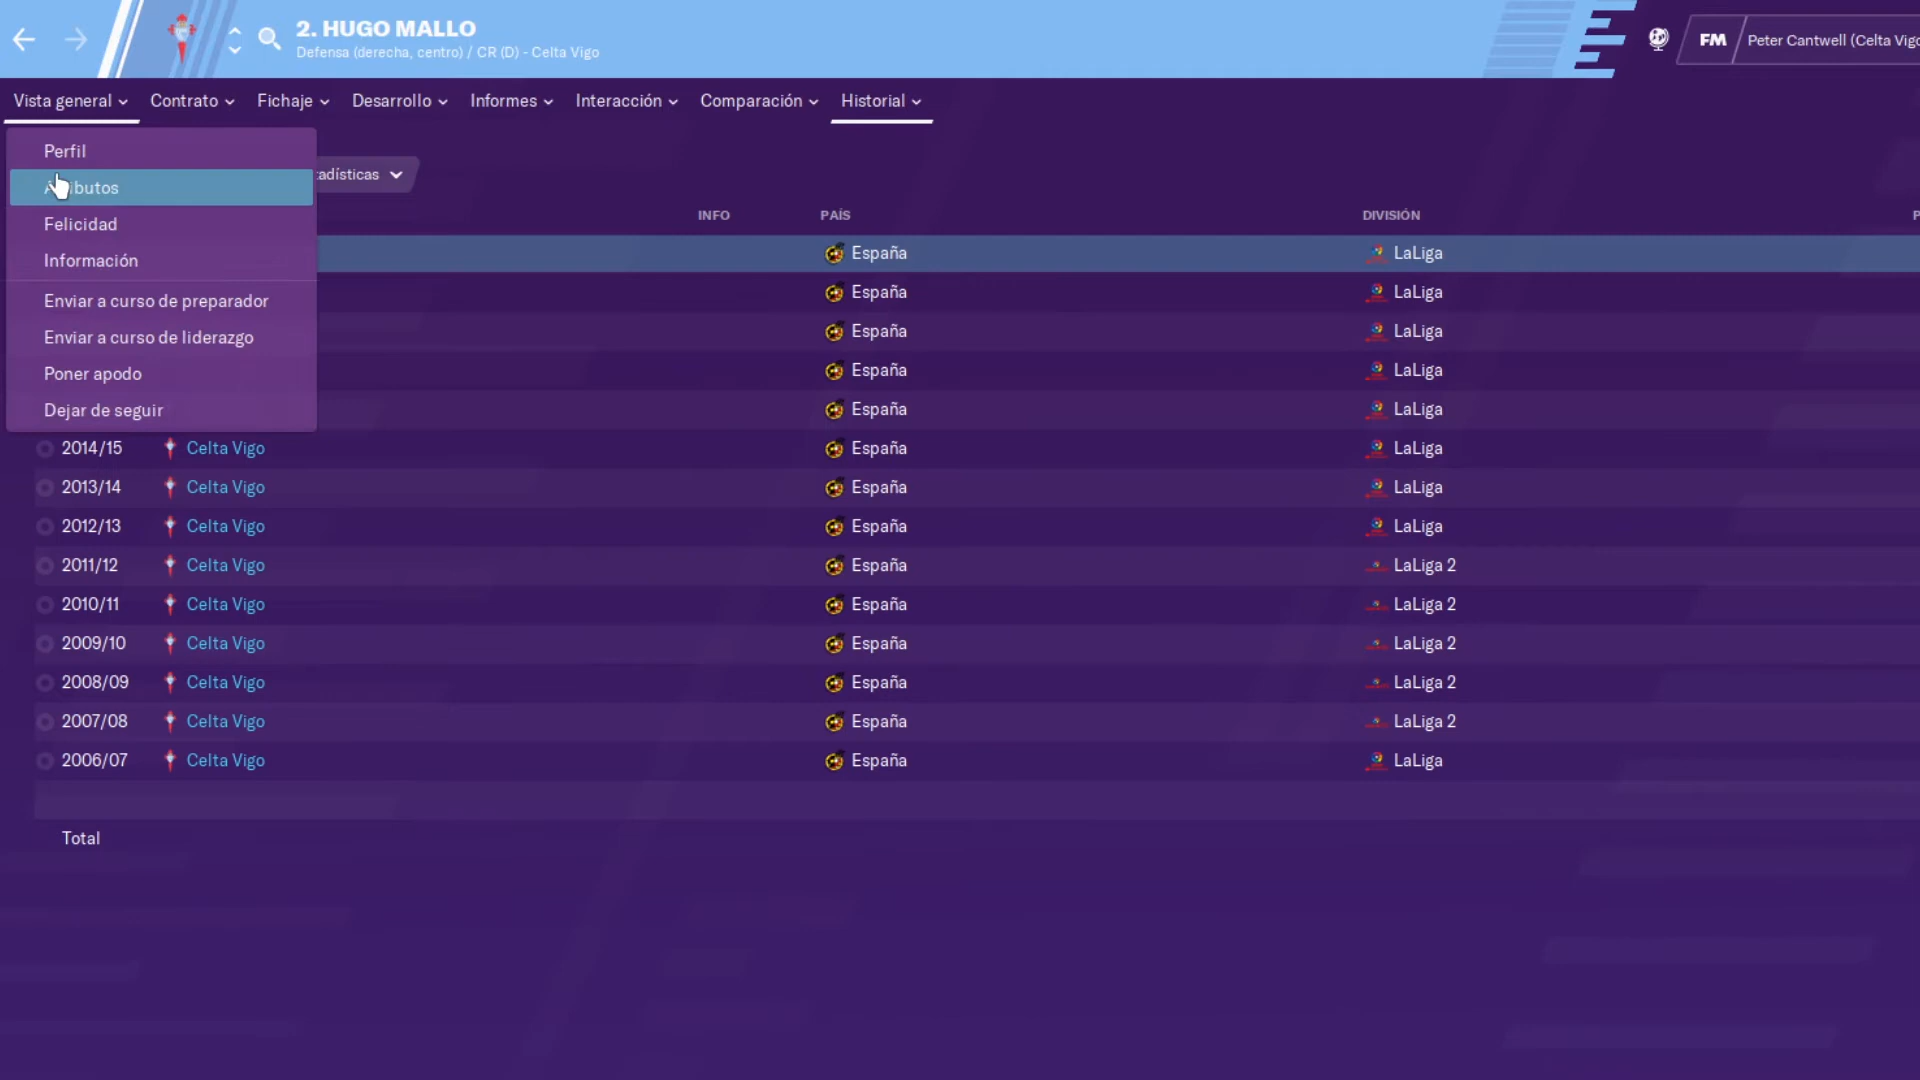 2. HUGO MALLO
Defensa (derecha, centro) / CR (D) - Celta Vigo
FM
Peter Cantwell (Celta Vigo
Vista general
Contrato
Fichaje
Desarrollo
Informes
Interacción
Comparación
Historial
Perfil
Atributos
Felicidad
Información
Enviar a curso de preparador
Enviar a curso de liderazgo
Poner apodo
Dejar de seguir
tadísticas
INFO PAÍS DIVISIÓN P
España LaLiga
España LaLiga
España LaLiga
España LaLiga
España LaLiga
2014/15 Celta Vigo España LaLiga
2013/14 Celta Vigo España LaLiga
2012/13 Celta Vigo España LaLiga
2011/12 Celta Vigo España LaLiga 2
2010/11 Celta Vigo España LaLiga 2
2009/10 Celta Vigo España LaLiga 2
2008/09 Celta Vigo España LaLiga 2
2007/08 Celta Vigo España LaLiga 2
2006/07 Celta Vigo España LaLiga
Total